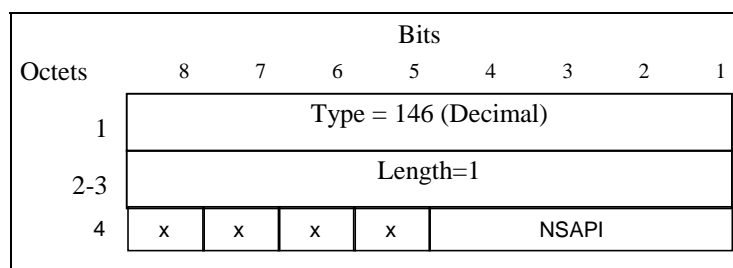 Bits
Octets 8 7 6 5 4 3 2 1
1 Type = 146 (Decimal)
2-3 Length=1
4 x x x x NSAPI